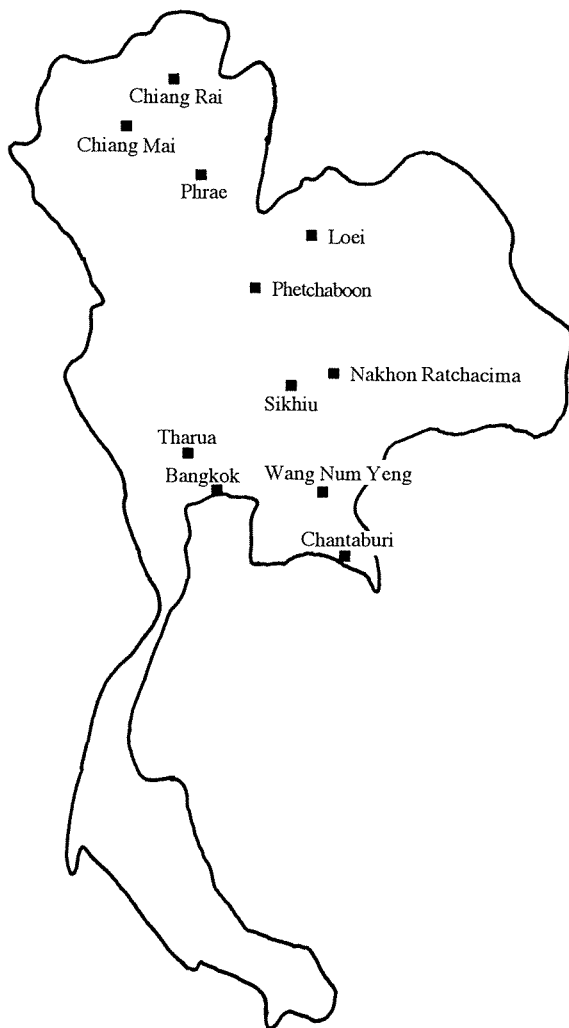 Chiang Rai
Chiang Mai
Phrae
Loei
Phetchaboon
Nakhon Ratchacima
Sikhiu
Tharua
Bangkok
Wang Num Yeng
Chantaburi